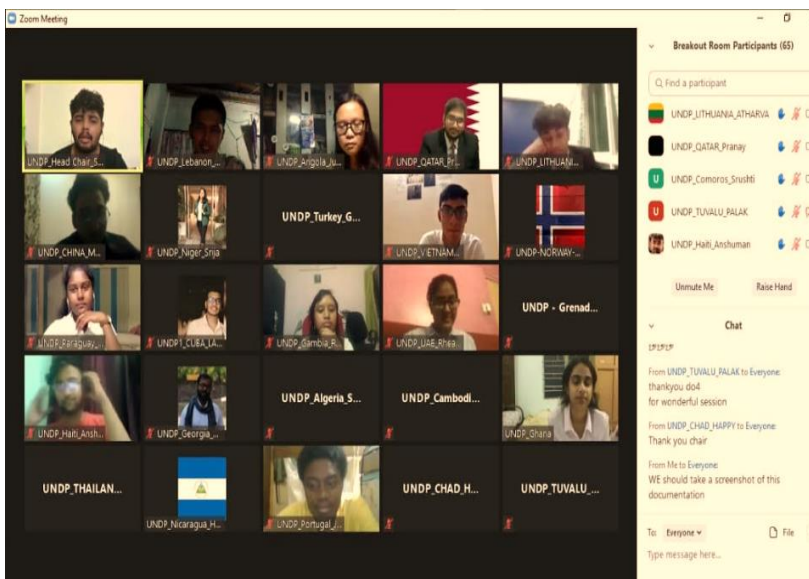 Zoom Meeting
Breakout Room Participants (65)
Find a participant
UNDP_LITHUANIA_ATHARVA
UNDP_QATAR_Pranay
U UNDP_Comoros_Srushti
U UNDP_TUVALU_PALAK
UNDP_Haiti_Anshuman
Unmute Me Raise Hand
Chat
From UNDP_TUVALU_PALAK to Everyone:
thankyou do4
for wonderful session
From UNDP_CHAD_HAPPY to Everyone:
Thank you chair
From Me to Everyone:
WE should take a screenshot of this
documentation
To: Everyone File
Type message here...
UNDP_Head Chair_S...
UNDP_Lebanon_...
UNDP_Angola_Ju...
UNDP_QATAR_Pr...
UNDP_LITHUANI...
UNDP_CHINA_M...
UNDP_Niger_Srija
UNDP_Turkey_G...
UNDP_VIETNAM...
UNDP-NORWAY-...
UNDP_Paraguay_...
UNDP1_CUBA_LA...
UNDP_Gambia_R...
UNDP_UAE_Rhea
UNDP - Grenad...
UNDP_Haiti_Ansh...
UNDP_Georgia_...
UNDP_Algeria_S...
UNDP_Cambodi...
UNDP_Ghana
UNDP_THAILAN...
UNDP_Nicaragua_H...
UNDP_Portugal_J...
UNDP_CHAD_H...
UNDP_TUVALU_...